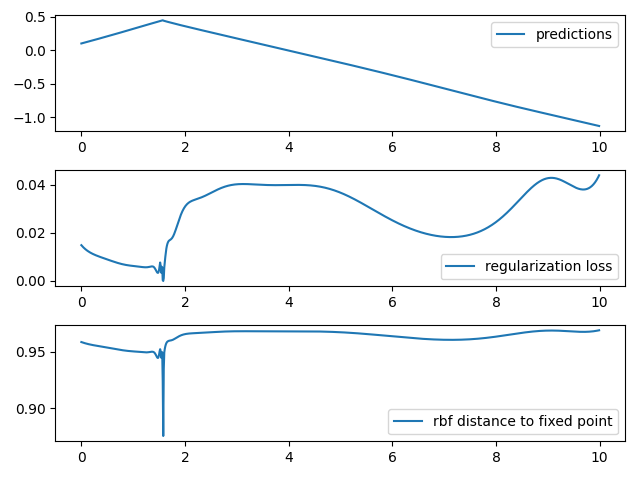 0.5
0.0
−0.5
−1.0
predictions
0 2 4 6 8 10
0.04
0.02
0.00
regularization loss
0 2 4 6 8 10
0.95
0.90
rbf distance to fixed point
0 2 4 6 8 10